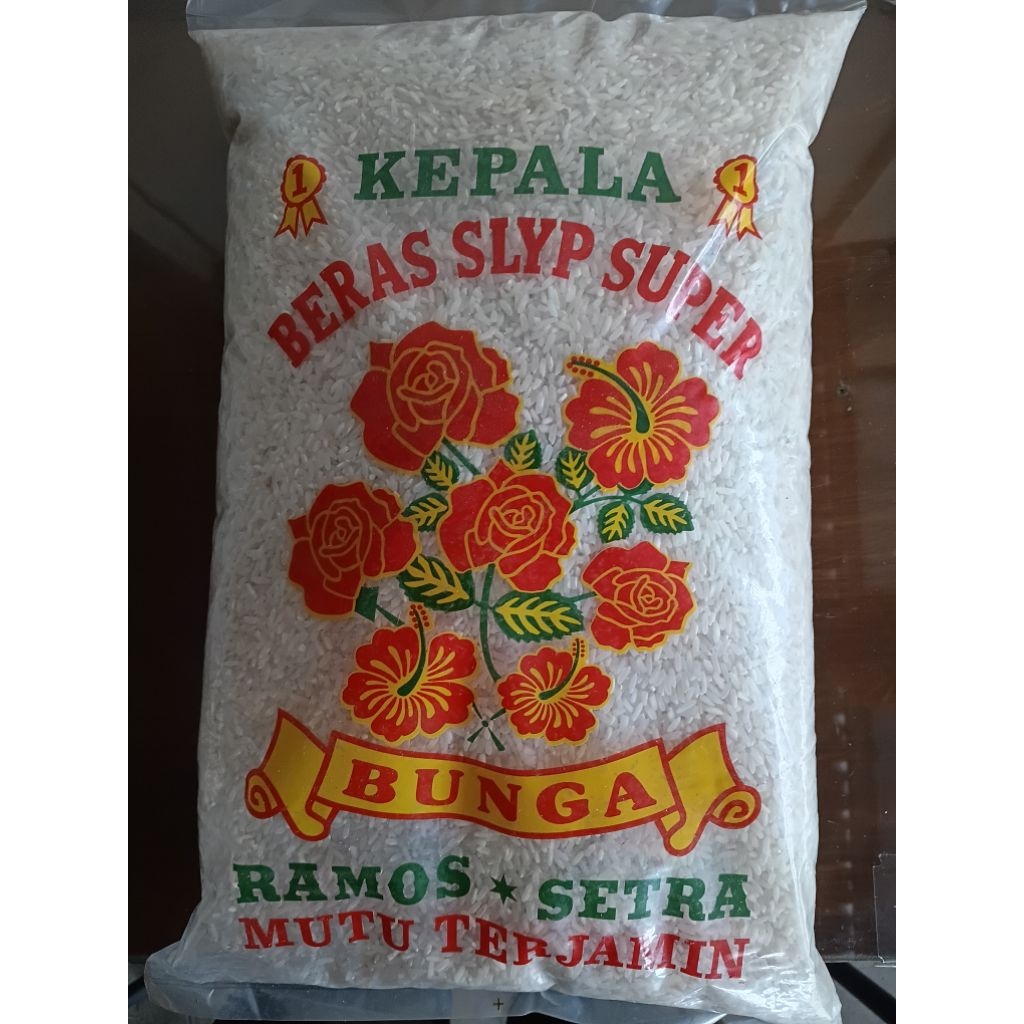 1 KEPALA 1
BERAS SLYP SUPER
BUNGA
RAMOS ★ SETRA
MUTU TERJAMIN